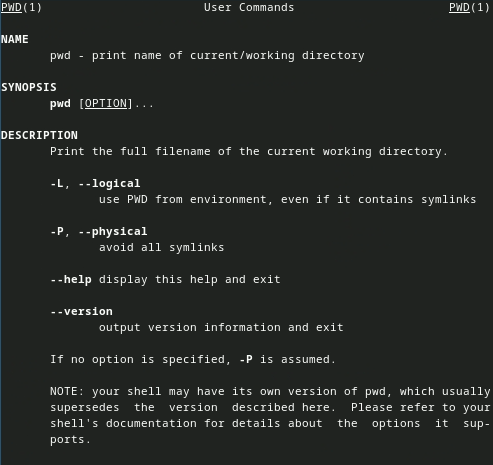 PWD(1) User Commands PWD(1)
NAME
pwd - print name of current/working directory
SYNOPSIS
pwd [OPTION]...
DESCRIPTION
Print the full filename of the current working directory.
-L, --logical
use PWD from environment, even if it contains symlinks
-P, --physical
avoid all symlinks
--help display this help and exit
--version
output version information and exit
If no option is specified, -P is assumed.
NOTE: your shell may have its own version of pwd, which usually
supersedes the version described here. Please refer to your
shell's documentation for details about the options it sup-
ports.